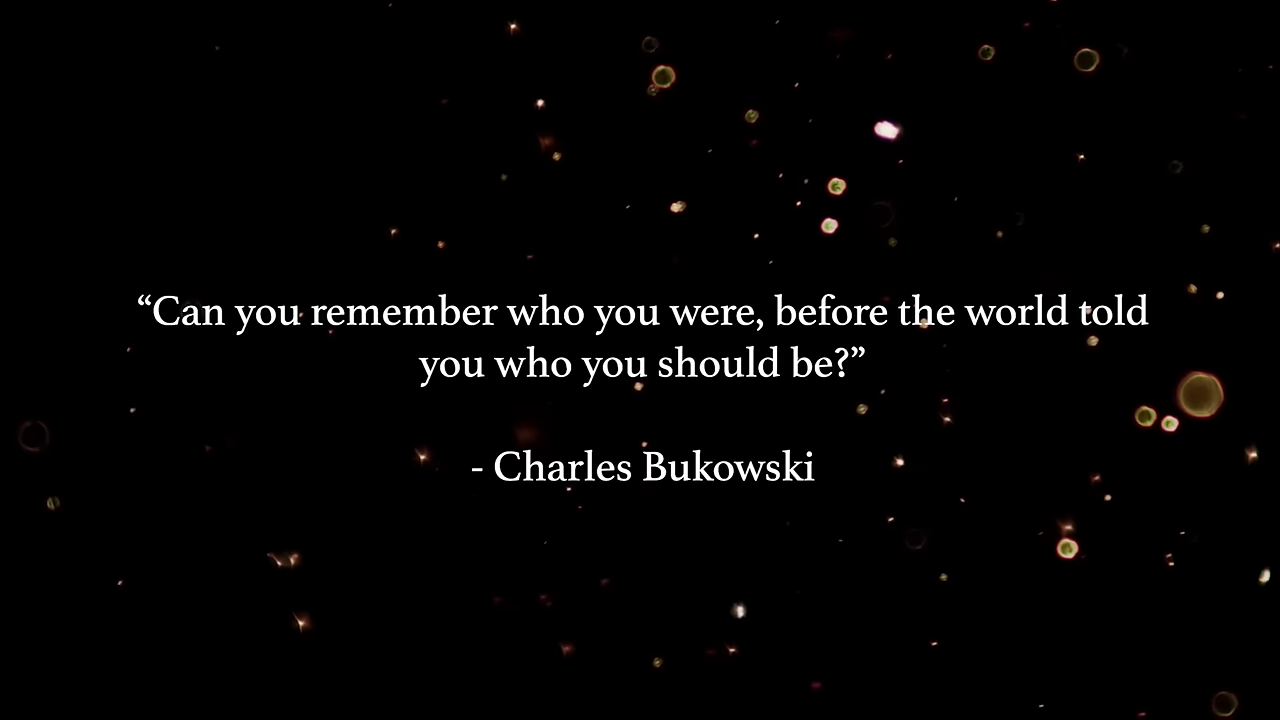 “Can you remember who you were, before the world told
you who you should be?”
- Charles Bukowski